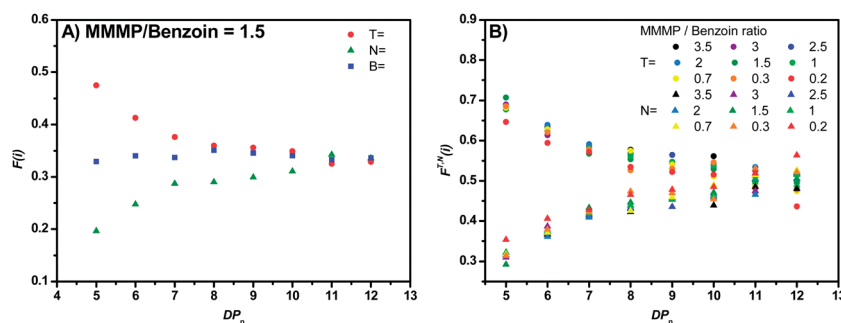 A) MMMP/Benzoin = 1.5
T=
N=
B=
F(i)
0.6
0.5
0.4
0.3
0.2
0.1
4 5 6 7 8 9 10 11 12 13
DPn
B)
MMMP / Benzoin ratio
3.5 3 2.5
T= 2 1.5 1
0.7 0.3 0.2
3.5 3 2.5
N= 2 1.5 1
0.7 0.3 0.2
F^T,N(i)
0.9
0.8
0.7
0.6
0.5
0.4
0.3
5 6 7 8 9 10 11 12 13
DPn